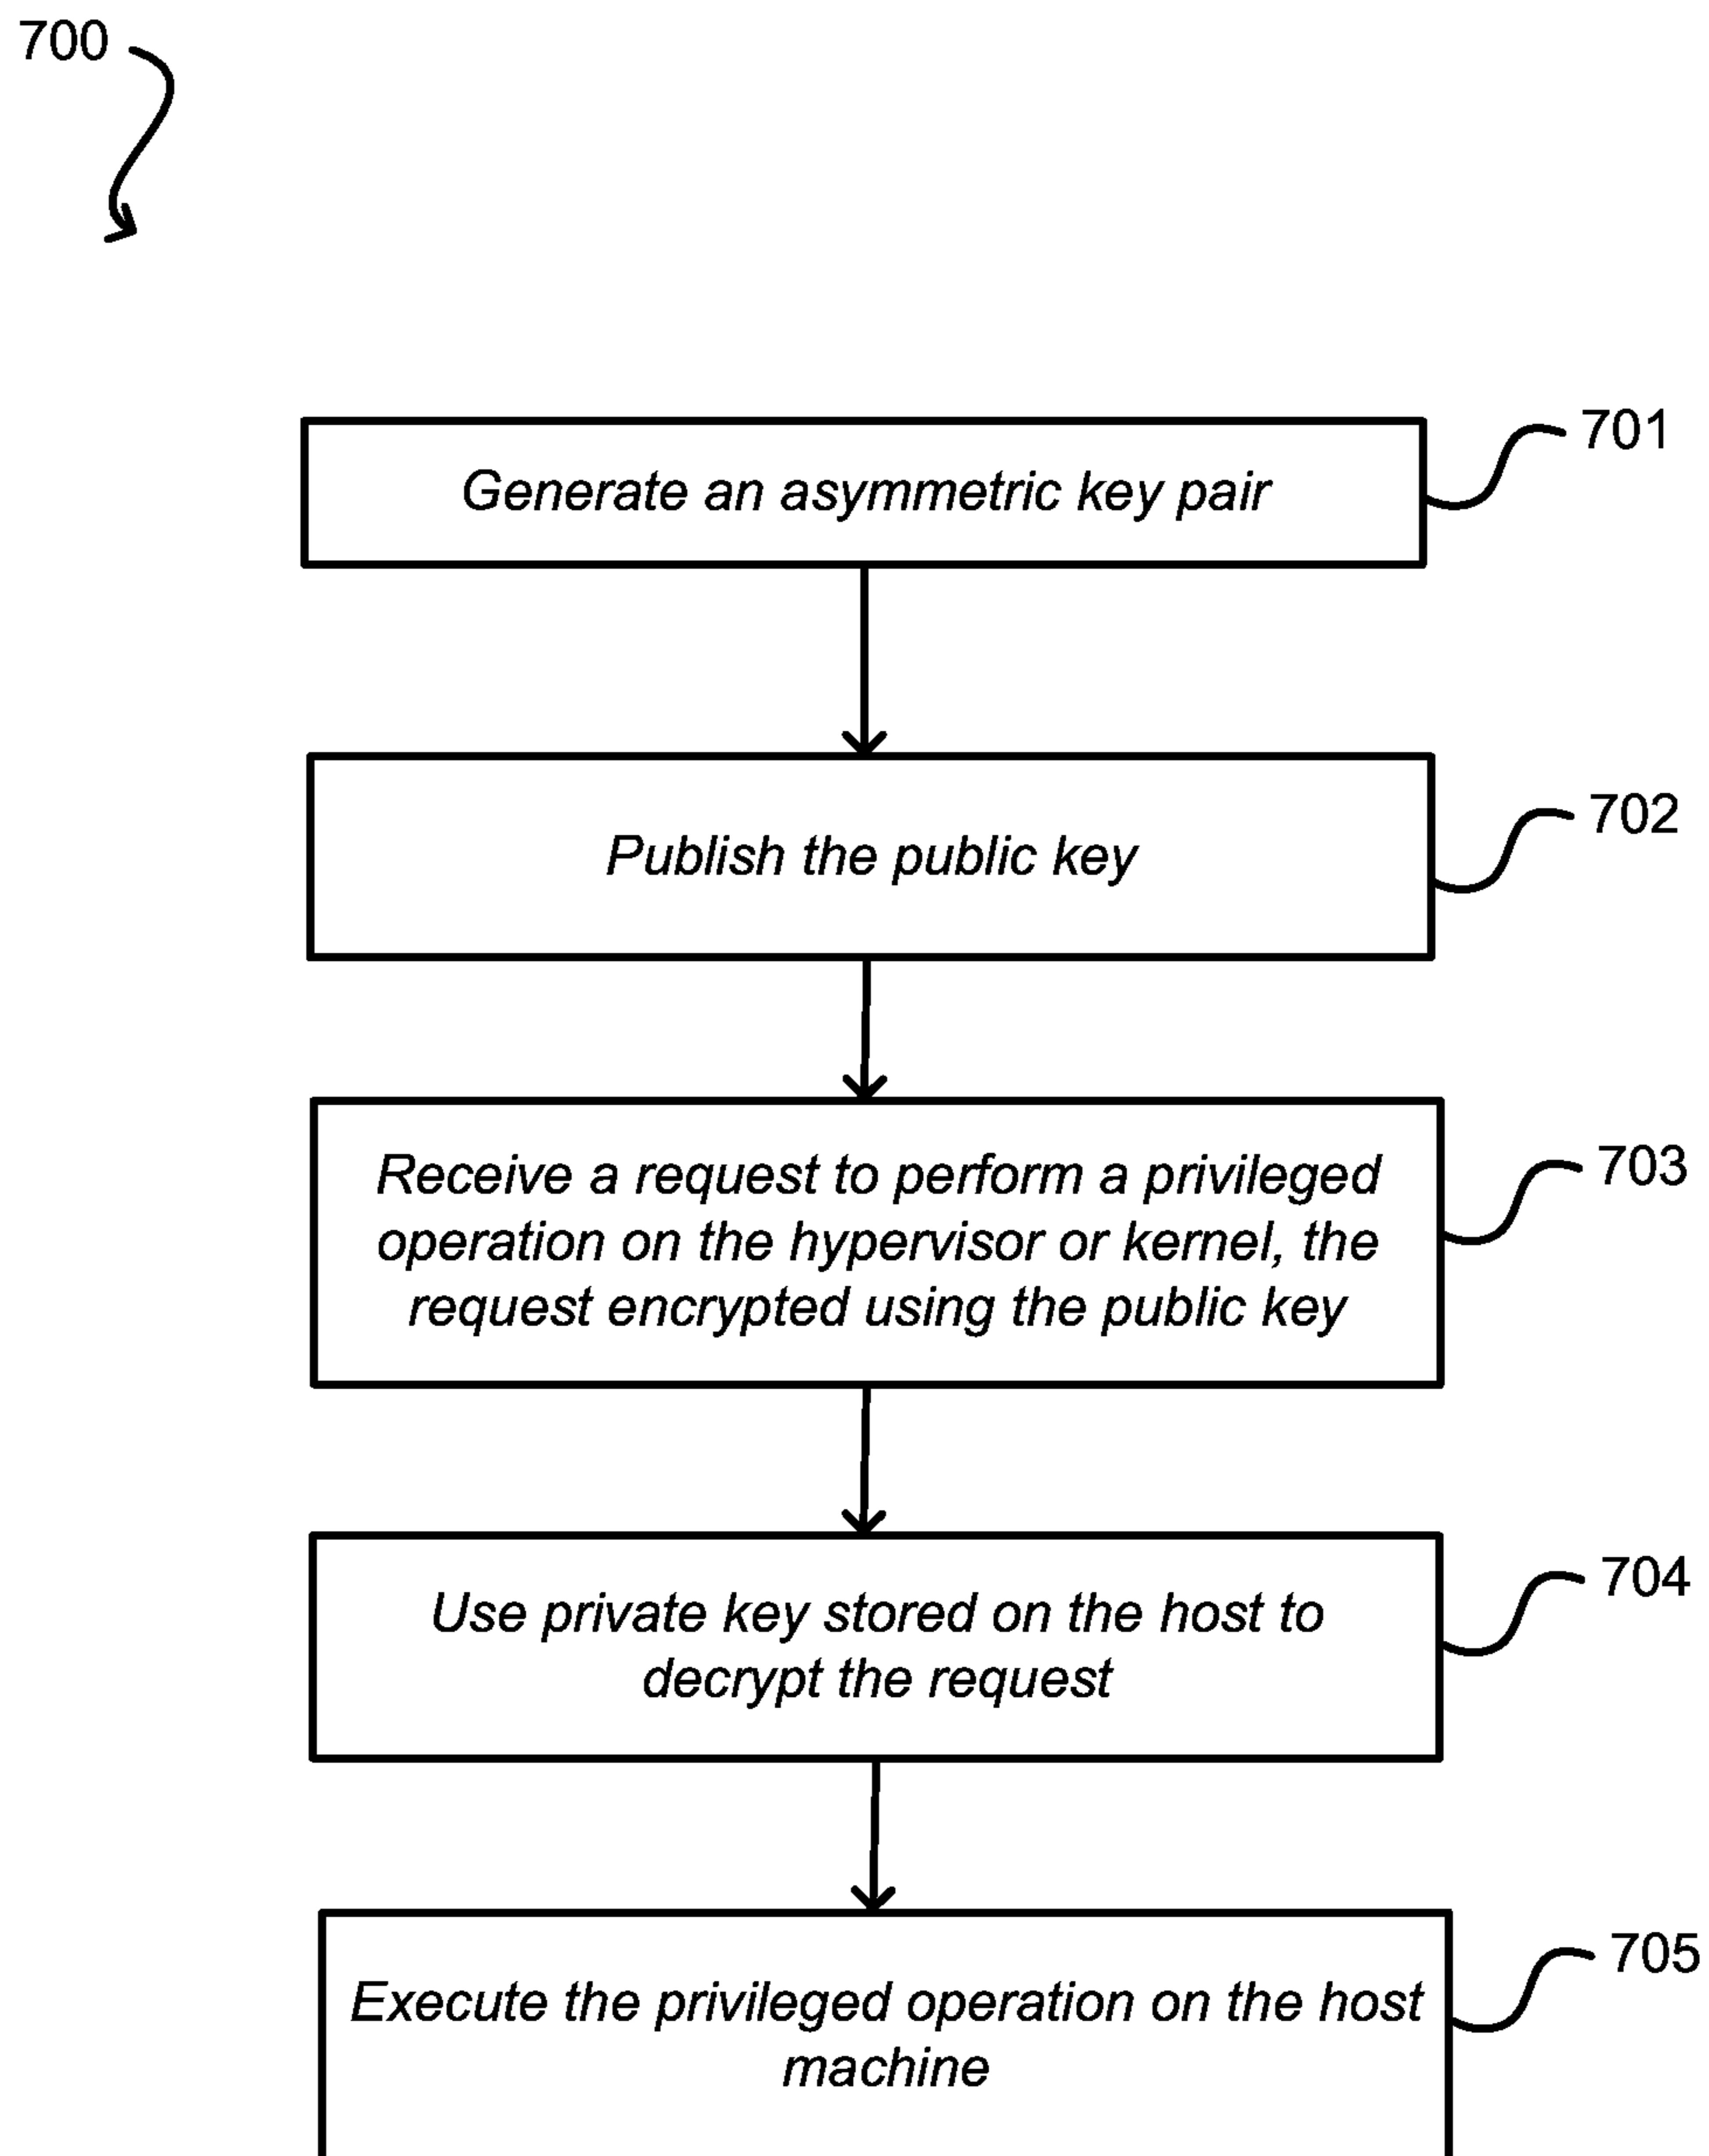 700
701
Generate an asymmetric key pair
702
Publish the public key
703
Receive a request to perform a privileged
operation on the hypervisor or kernel, the
request encrypted using the public key
704
Use private key stored on the host to
decrypt the request
705
Execute the privileged operation on the host
machine